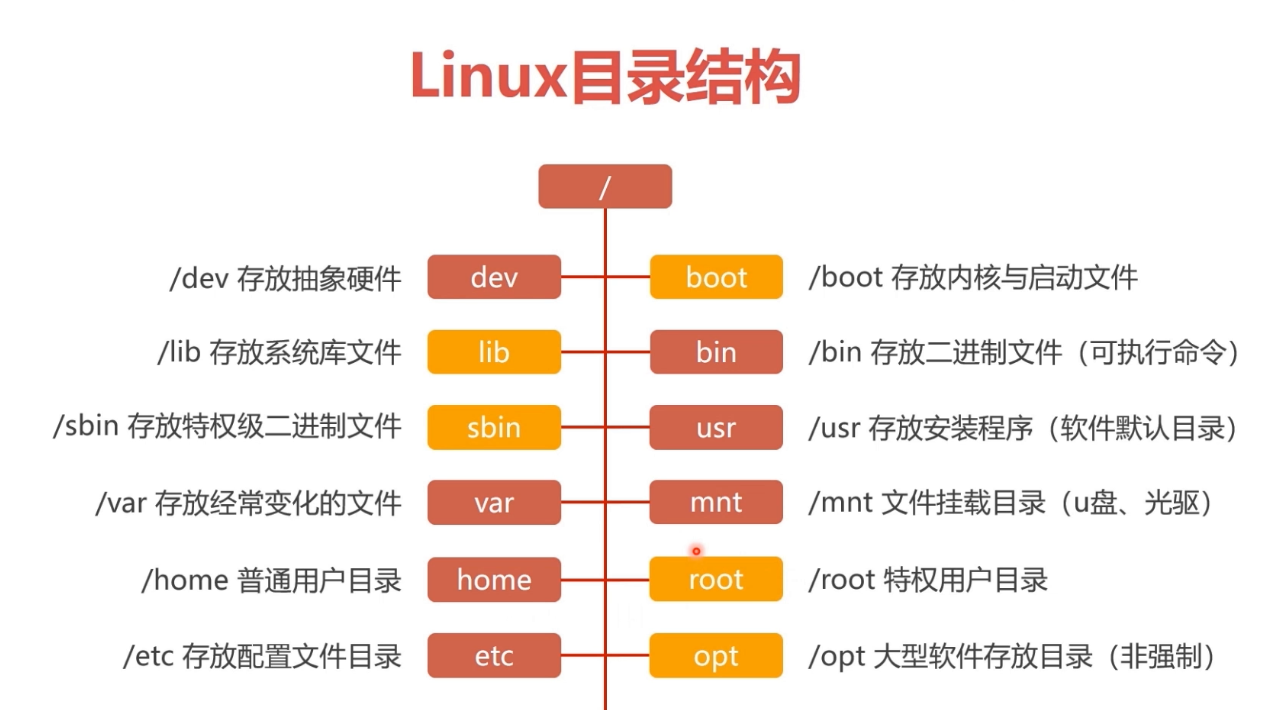 Linux目录结构
/
/dev 存放抽象硬件 dev boot /boot 存放内核与启动文件
/lib 存放系统库文件 lib bin /bin 存放二进制文件（可执行命令）
/sbin 存放特权级二进制文件 sbin usr /usr 存放安装程序（软件默认目录）
/var 存放经常变化的文件 var mnt /mnt 文件挂载目录（u盘、光驱）
/home 普通用户目录 home root /root 特权用户目录
/etc 存放配置文件目录 etc opt /opt 大型软件存放目录（非强制）